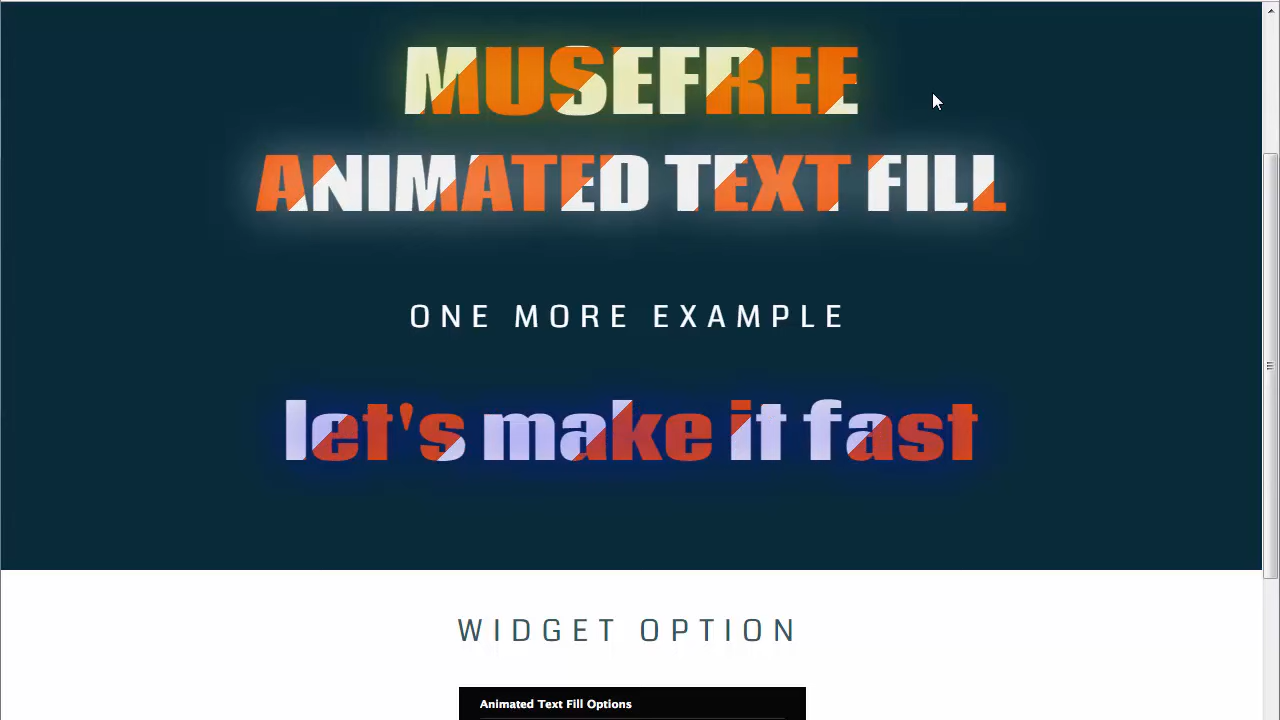 MUSEFREE
ANIMATED TEXT FILL
ONE MORE EXAMPLE
let's make it fast
WIDGET OPTION
Animated Text Fill Options